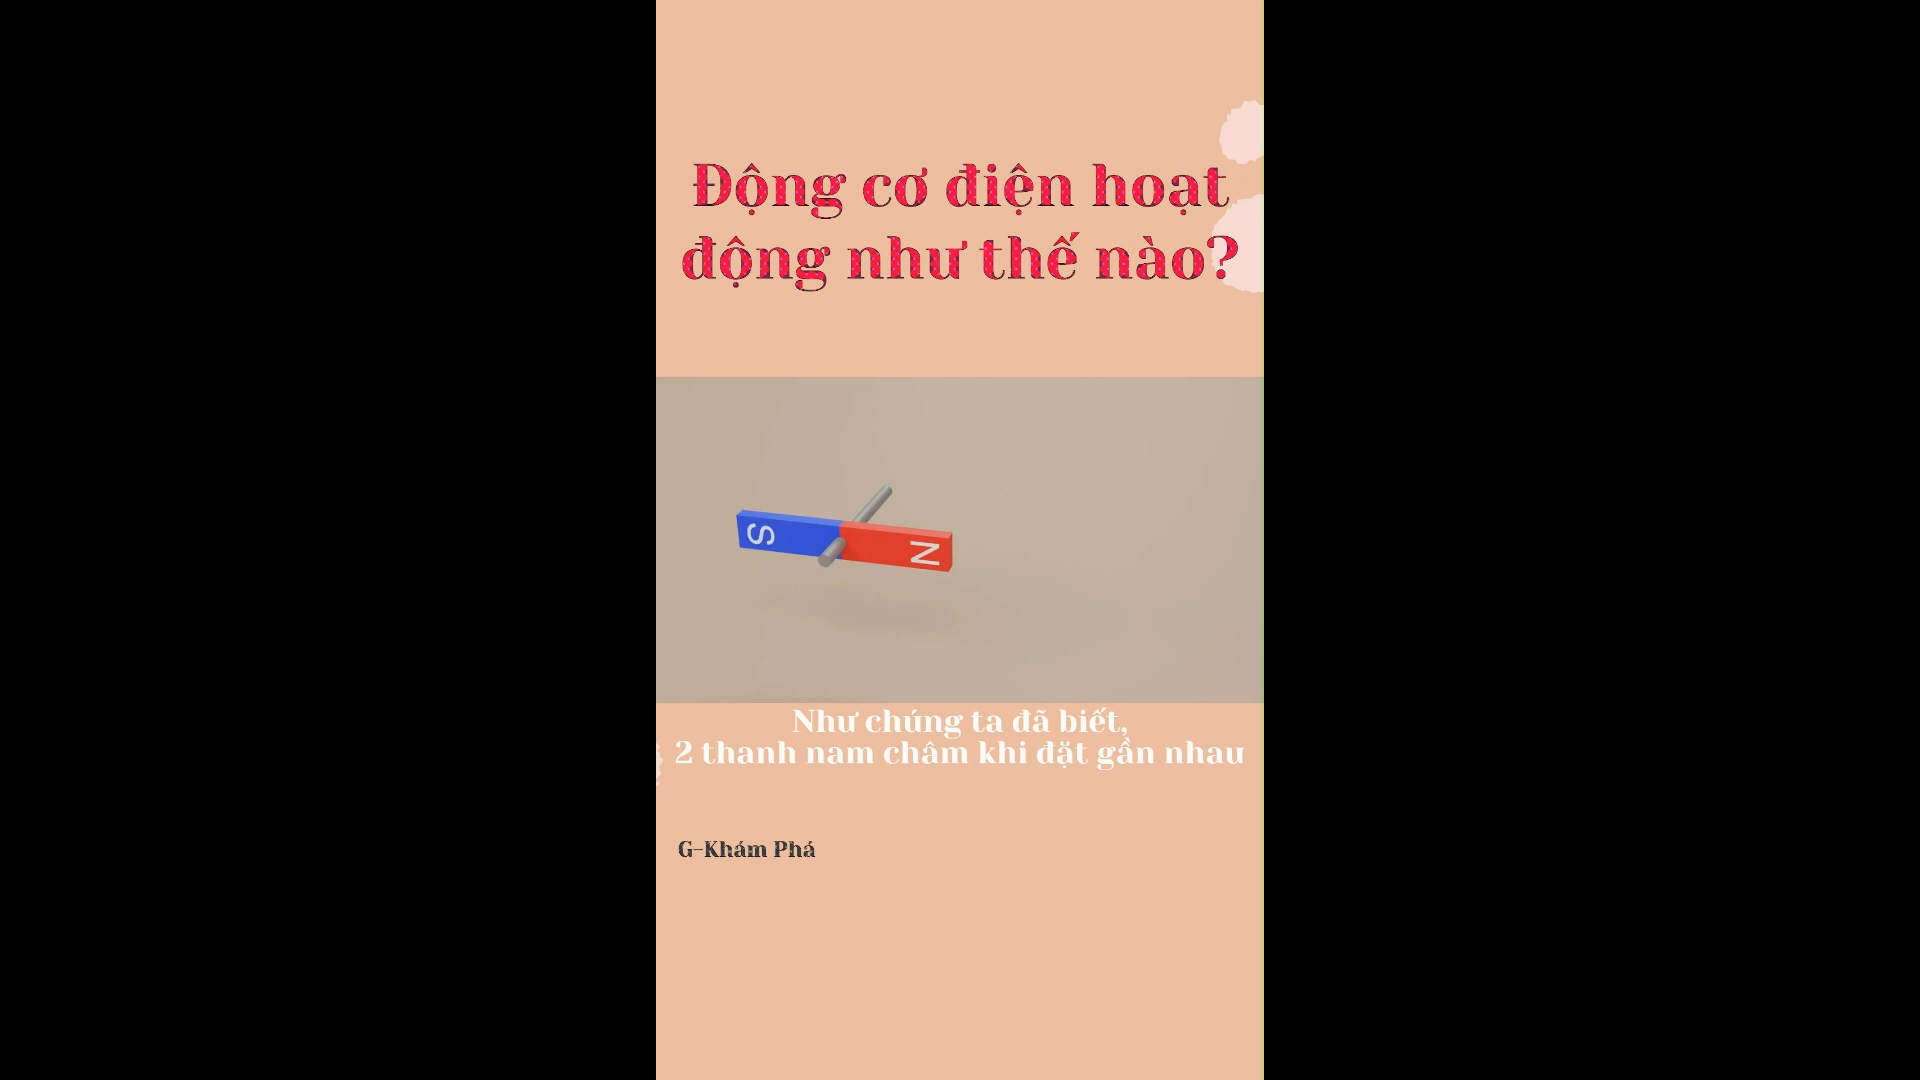 Động cơ điện hoạt
động như thế nào?
S
N
Như chúng ta đã biết,
2 thanh nam châm khi đặt gần nhau
G-Khám Phá